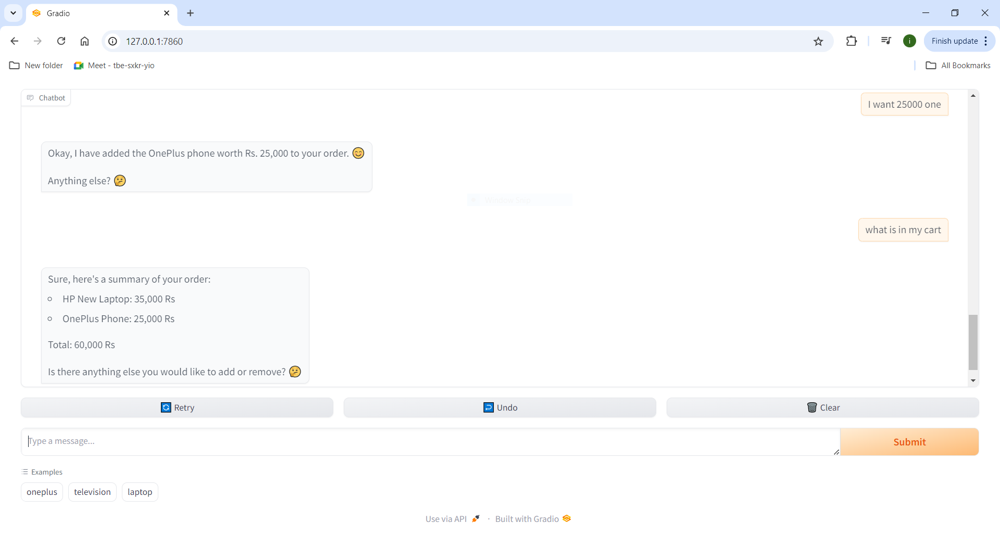 Gradio
127.0.0.1:7860
i
Finish update
New folder
Meet - tbe-sxkr-yio
All Bookmarks
Chatbot
I want 25000 one
Okay, I have added the OnePlus phone worth Rs. 25,000 to your order. 😊
Anything else? 🤔
Window Snip
what is in my cart
Sure, here's a summary of your order:
HP New Laptop: 35,000 Rs
OnePlus Phone: 25,000 Rs
Total: 60,000 Rs
Is there anything else you would like to add or remove? 🤔
Retry
Undo
Clear
Type a message...
Submit
Examples
oneplus
television
laptop
Use via API · Built with Gradio